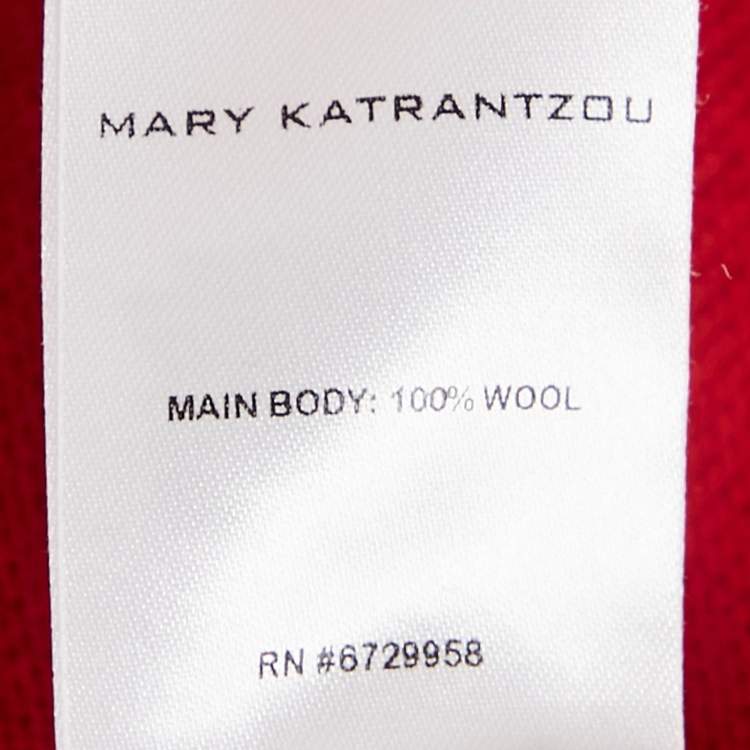 MARY KATRANTZOU
MAIN BODY: 100% WOOL
RN #6729958